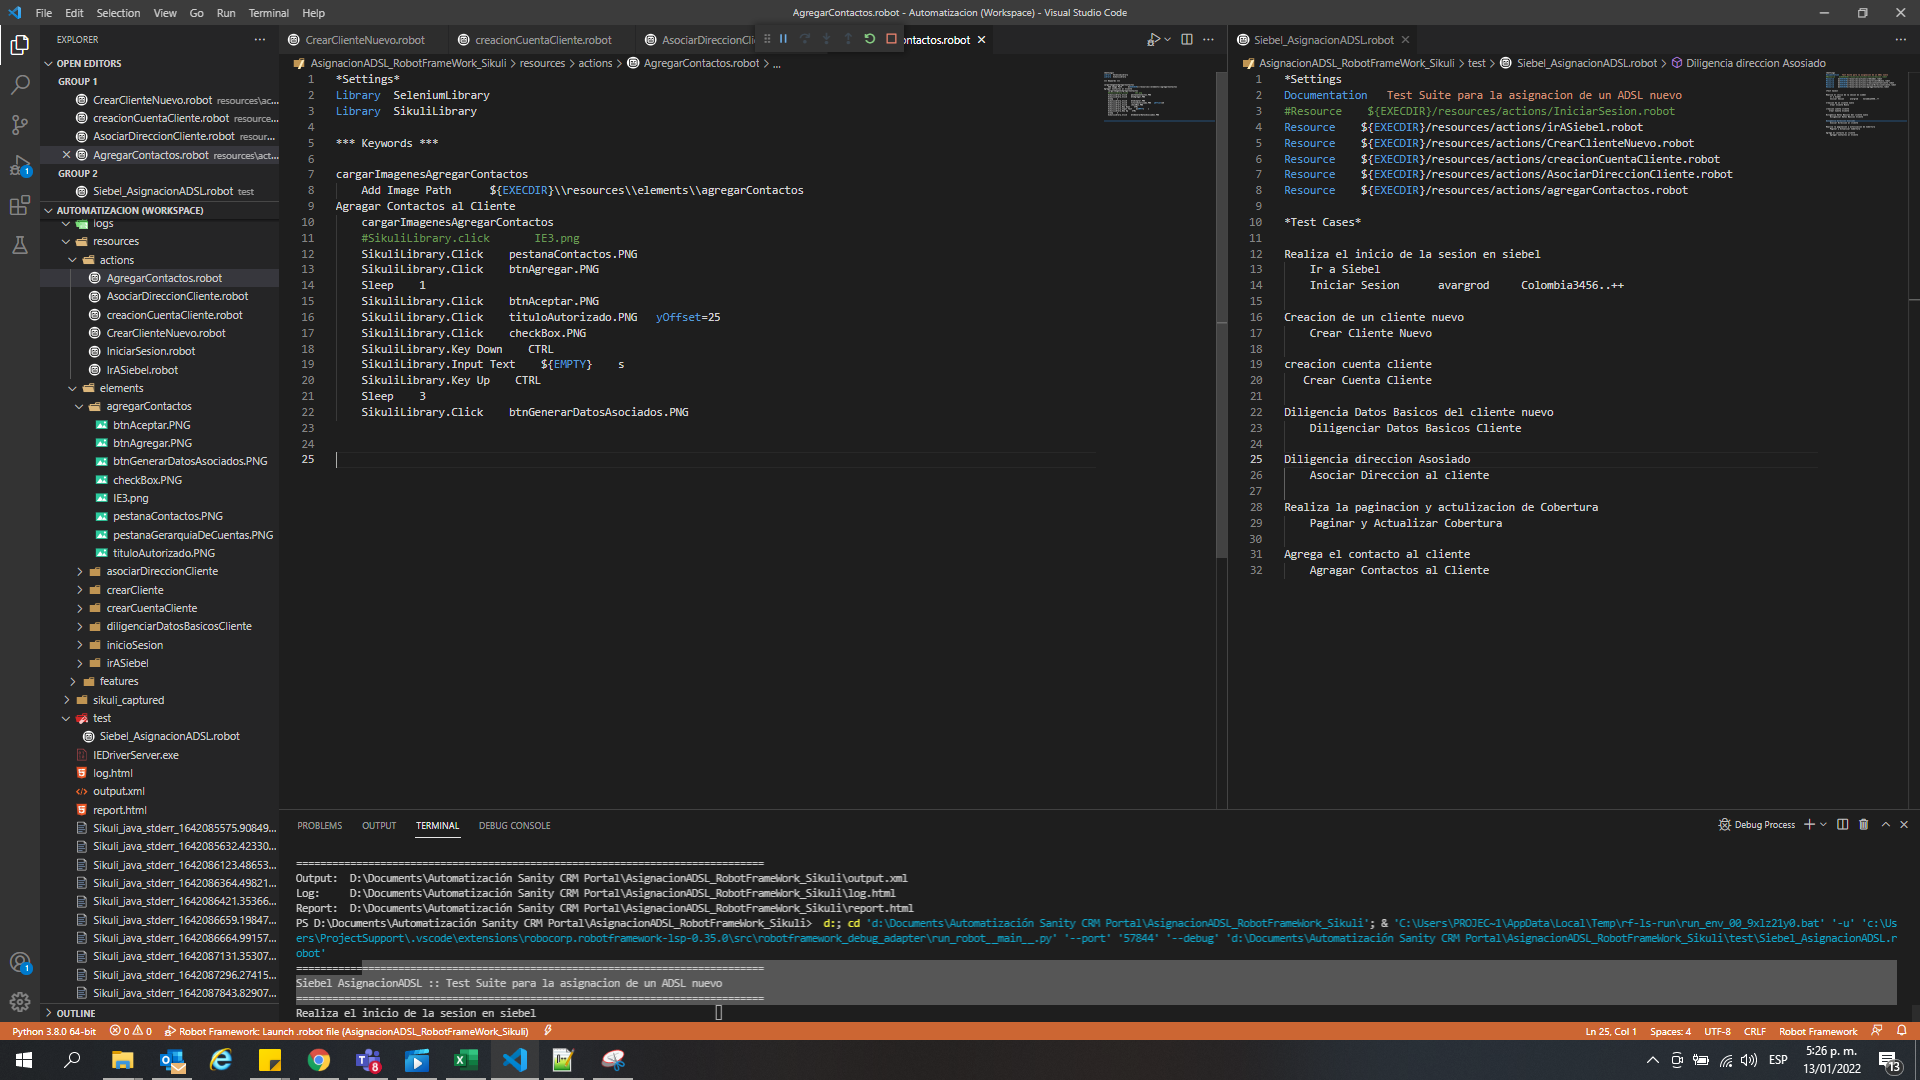 File Edit Selection View Go Run Terminal Help
AgregarContactos.robot - Automatizacion (Workspace) - Visual Studio Code
EXPLORER
OPEN EDITORS
GROUP 1
CrearClienteNuevo.robot resources\ac...
creacionCuentaCliente.robot resource...
AsociarDireccionCliente.robot resour...
AgregarContactos.robot resources\act...
GROUP 2
Siebel_AsignacionADSL.robot test
AUTOMATIZACION (WORKSPACE)
logs
resources
actions
AgregarContactos.robot
AsociarDireccionCliente.robot
creacionCuentaCliente.robot
CrearClienteNuevo.robot
IniciarSesion.robot
IrASiebel.robot
elements
agregarContactos
btnAceptar.PNG
btnAgregar.PNG
btnGenerarDatosAsociados.PNG
checkBox.PNG
IE3.png
pestanaContactos.PNG
pestanaGerarquiaDeCuentas.PNG
tituloAutorizado.PNG
asociarDireccionCliente
crearCliente
crearCuentaCliente
diligenciarDatosBasicosCliente
inicioSesion
irASiebel
features
sikuli_captured
test
Siebel_AsignacionADSL.robot
IEDriverServer.exe
log.html
output.xml
report.html
Sikuli_java_stderr_1642085575.90849...
Sikuli_java_stderr_1642085632.42330...
Sikuli_java_stderr_1642086123.48653...
Sikuli_java_stderr_1642086364.49821...
Sikuli_java_stderr_1642086421.35366...
Sikuli_java_stderr_1642086659.19847...
Sikuli_java_stderr_1642086664.99157...
Sikuli_java_stderr_1642087131.35307...
Sikuli_java_stderr_1642087296.27415...
Sikuli_java_stderr_1642087843.82907...
OUTLINE
CrearClienteNuevo.robot creacionCuentaCliente.robot AsociarDireccionCli ontactos.robot
AsignacionADSL_RobotFrameWork_Sikuli > resources > actions > AgregarContactos.robot > ...
1 *Settings*
2 Library SeleniumLibrary
3 Library SikuliLibrary
4
5 *** Keywords ***
6
7 cargarImagenesAgregarContactos
8 Add Image Path ${EXECDIR}\\resources\\elements\\agregarContactos
9 Agragar Contactos al Cliente
10 cargarImagenesAgregarContactos
11 #SikuliLibrary.click IE3.png
12 SikuliLibrary.Click pestanaContactos.PNG
13 SikuliLibrary.Click btnAgregar.PNG
14 Sleep 1
15 SikuliLibrary.Click btnAceptar.PNG
16 SikuliLibrary.Click tituloAutorizado.PNG yOffset=25
17 SikuliLibrary.Click checkBox.PNG
18 SikuliLibrary.Key Down CTRL
19 SikuliLibrary.Input Text ${EMPTY} s
20 SikuliLibrary.Key Up CTRL
21 Sleep 3
22 SikuliLibrary.Click btnGenerarDatosAsociados.PNG
23
24
25
Siebel_AsignacionADSL.robot
AsignacionADSL_RobotFrameWork_Sikuli > test > Siebel_AsignacionADSL.robot > Diligencia direccion Asosiado
1 *Settings
2 Documentation Test Suite para la asignacion de un ADSL nuevo
3 #Resource ${EXECDIR}/resources/actions/IniciarSesion.robot
4 Resource ${EXECDIR}/resources/actions/irASiebel.robot
5 Resource ${EXECDIR}/resources/actions/CrearClienteNuevo.robot
6 Resource ${EXECDIR}/resources/actions/creacionCuentaCliente.robot
7 Resource ${EXECDIR}/resources/actions/AsociarDireccionCliente.robot
8 Resource ${EXECDIR}/resources/actions/agregarContactos.robot
9
10 *Test Cases*
11
12 Realiza el inicio de la sesion en siebel
13 Ir a Siebel
14 Iniciar Sesion avargrod Colombia3456..++
15
16 Creacion de un cliente nuevo
17 Crear Cliente Nuevo
18
19 creacion cuenta cliente
20 Crear Cuenta Cliente
21
22 Diligencia Datos Basicos del cliente nuevo
23 Diligenciar Datos Basicos Cliente
24
25 Diligencia direccion Asosiado
26 Asociar Direccion al cliente
27
28 Realiza la paginacion y actulizacion de Cobertura
29 Paginar y Actualizar Cobertura
30
31 Agrega el contacto al cliente
32 Agragar Contactos al Cliente
PROBLEMS OUTPUT TERMINAL DEBUG CONSOLE
Debug Process
==============================================================================
Output: D:\Documents\Automatización Sanity CRM Portal\AsignacionADSL_RobotFrameWork_Sikuli\output.xml
Log: D:\Documents\Automatización Sanity CRM Portal\AsignacionADSL_RobotFrameWork_Sikuli\log.html
Report: D:\Documents\Automatización Sanity CRM Portal\AsignacionADSL_RobotFrameWork_Sikuli\report.html
PS D:\Documents\Automatización Sanity CRM Portal\AsignacionADSL_RobotFrameWork_Sikuli> d:; cd 'd:\Documents\Automatización Sanity CRM Portal\AsignacionADSL_RobotFrameWork_Sikuli'; & 'C:\Users\PROJEC~1\AppData\Local\Temp\rf-ls-run\run_env_00_9xlz21y0.bat' '-u' 'c:\Us
ers\ProjectSupport\.vscode\extensions\robocorp.robotframework-lsp-0.35.0\src\robotframework_debug_adapter\run_robot__main__.py' '--port' '57844' '--debug' 'd:\Documents\Automatización Sanity CRM Portal\AsignacionADSL_RobotFrameWork_Sikuli\test\Siebel_AsignacionADSL.r
obot'
==============================================================================
Siebel AsignacionADSL :: Test Suite para la asignacion de un ADSL nuevo
==============================================================================
Realiza el inicio de la sesion en siebel
Python 3.8.0 64-bit 0 0 Robot Framework: Launch .robot file (AsignacionADSL_RobotFrameWork_Sikuli)
Ln 25, Col 1 Spaces: 4 UTF-8 CRLF Robot Framework
ESP
5:26 p. m.
13/01/2022
13